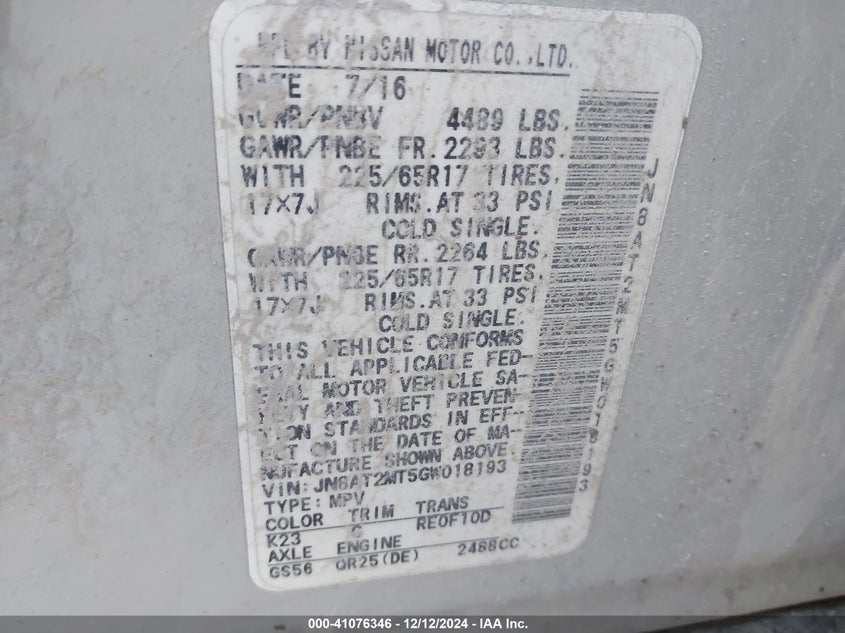 MFD BY NISSAN MOTOR CO.,LTD.
DATE 7/16
GVWR/PNBV 4489 LBS.
GAWR/PNBE FR. 2293 LBS.
WITH 225/65R17 TIRES.
17×7J RIMS.AT 33 PSI
COLD SINGLE.
GAWR/PNBE RR. 2264 LBS.
WITH 225/65R17 TIRES.
17×7J RIMS.AT 33 PSI
COLD SINGLE.
THIS VEHICLE CONFORMS
TO ALL APPLICABLE FED-
ERAL MOTOR VEHICLE SA-
FETY AND THEFT PREVEN-
TION STANDARDS IN EFF-
ECT ON THE DATE OF MA-
NUFACTURE SHOWN ABOVE.
VIN: JN8AT2MT5GW018193
TYPE: MPV
COLOR TRIM TRANS
K23 G RE0F10D
AXLE ENGINE
GS56 QR25(DE) 2488CC
JN8AT2MT5GW018193
000-41076346 - 12/12/2024 - IAA Inc.